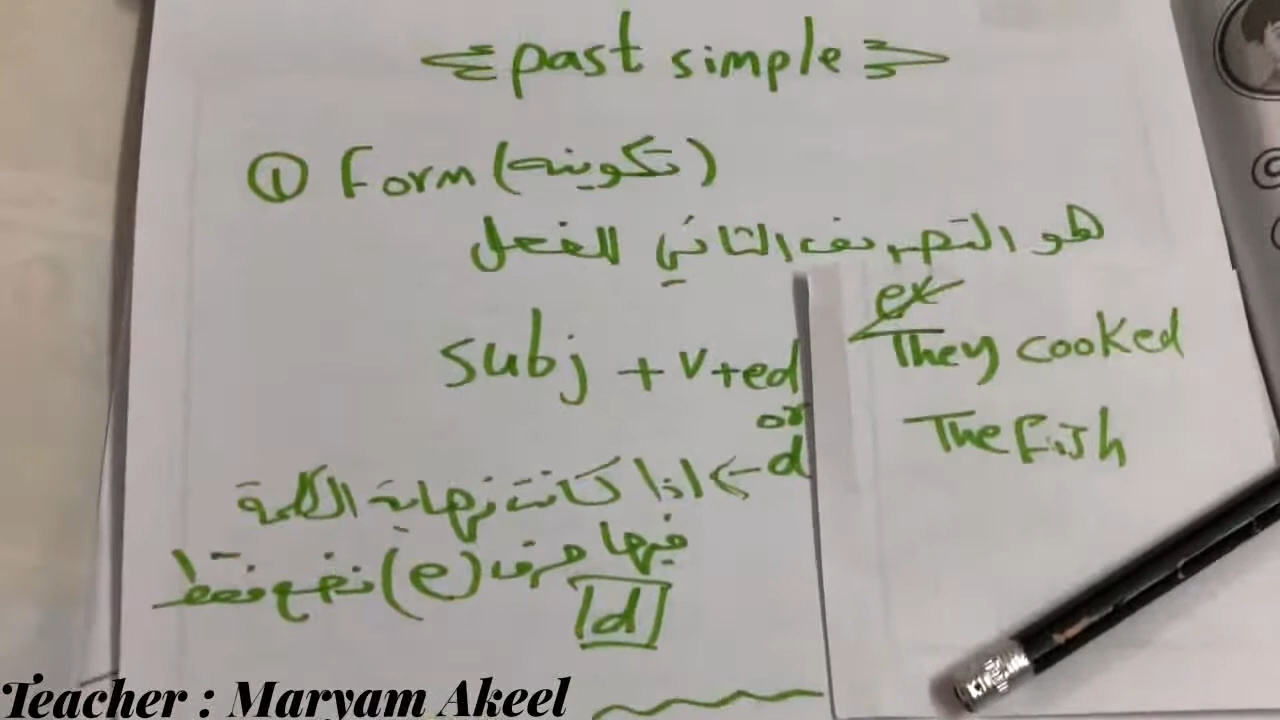 past simple
① Form (تكوينه)
هو التصريف الثاني للفعل
subj + v+ed
or
d → اذا كانت نهاية الكلمة
فيها حرف (e) نضع فقط
d
ex
They cooked
The Fish
Teacher : Maryam Akeel